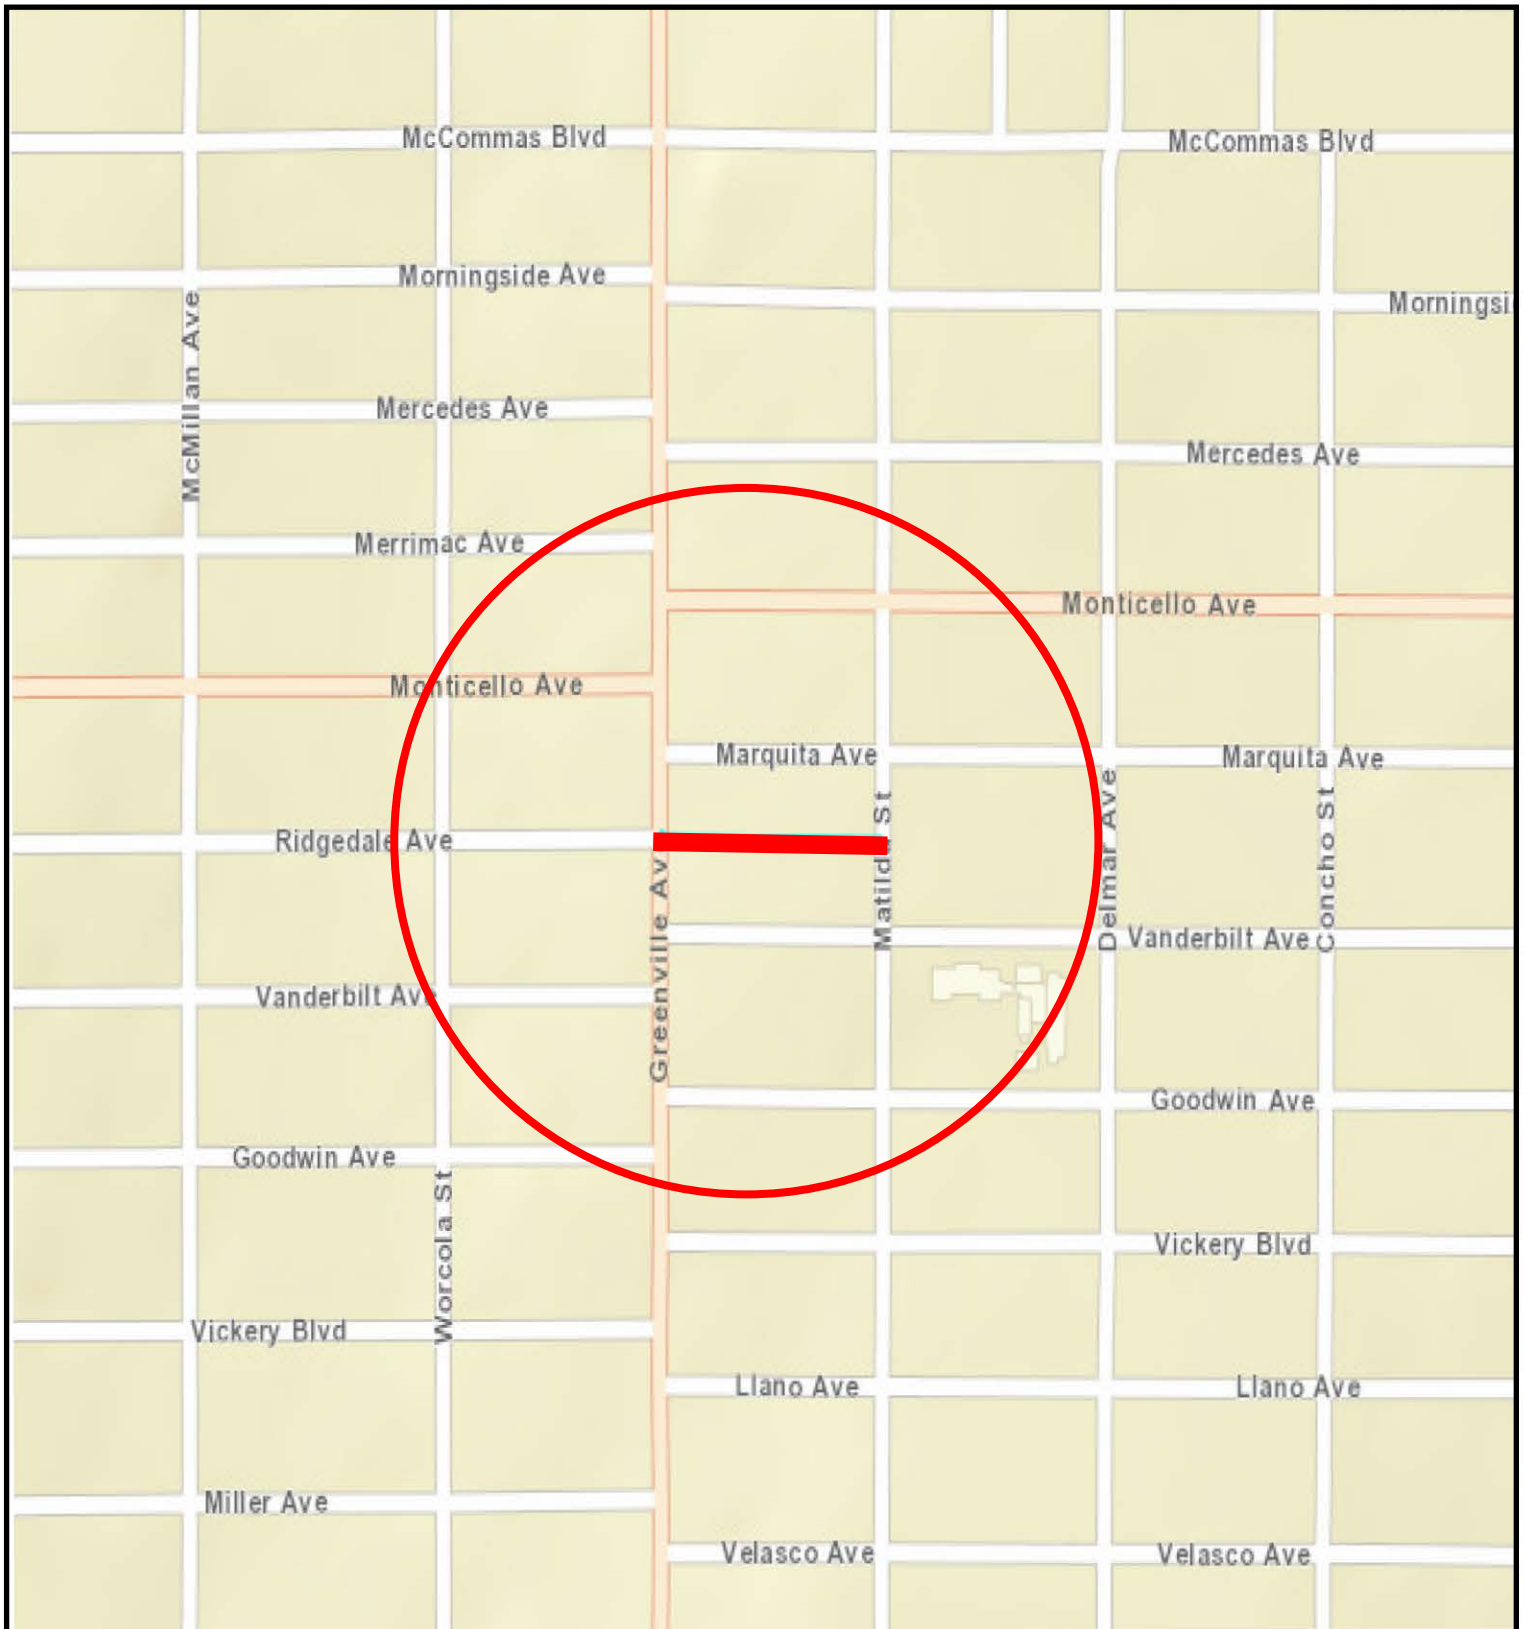 McCommas Blvd
McCommas Blvd
Morningside Ave
Morningsi
McMillan Ave
Mercedes Ave
Mercedes Ave
Merrimac Ave
Monticello Ave
Monticello Ave
Marquita Ave
Marquita Ave
Ridgedale Ave
Matilda St
Delmar Ave
Concho St
Greenville Av
Vanderbilt Ave
Vanderbilt Ave
Goodwin Ave
Goodwin Ave
Worcola St
Vickery Blvd
Vickery Blvd
Llano Ave
Llano Ave
Miller Ave
Velasco Ave
Velasco Ave